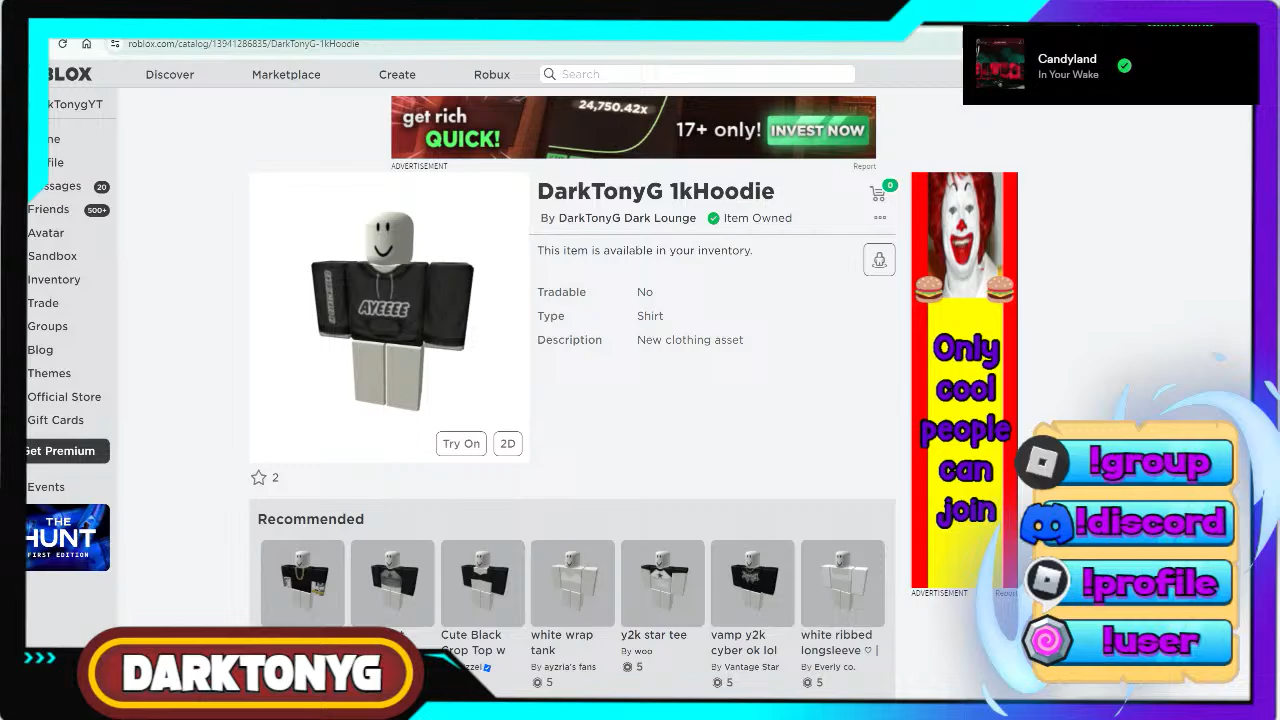 roblox.com/catalog/13941286835/Da 1kHoodie
BLOX
Discover
Marketplace
Create
Robux
Search
Candyland
In Your Wake
kTonygYT
me
file
ssages 20
Friends 500+
Avatar
Sandbox
Inventory
Trade
Groups
Blog
Themes
Official Store
Gift Cards
Get Premium
Events
THE
HUNT
FIRST EDITION
get rich
QUICK!
24,750.42x
17+ only!
INVEST NOW
ADVERTISEMENT
Report
DarkTonyG 1kHoodie
0
By DarkTonyG Dark Lounge
Item Owned
This item is available in your inventory.
Tradable No
Type Shirt
Description New clothing asset
AYEEEE
Try On
2D
2
Only
cool
people
can
join
ADVERTISEMENT
Repor
Recommended
Cute Black
Crop Top w
white wrap
tank
By ayzria's fans
5
y2k star tee
By woo
5
vamp y2k
cyber ok lol
By Vantage Star
5
white ribbed
longsleeve ♡ |
By Everly co.
5
!group
!discord
!profile
!user
DARKTONYG